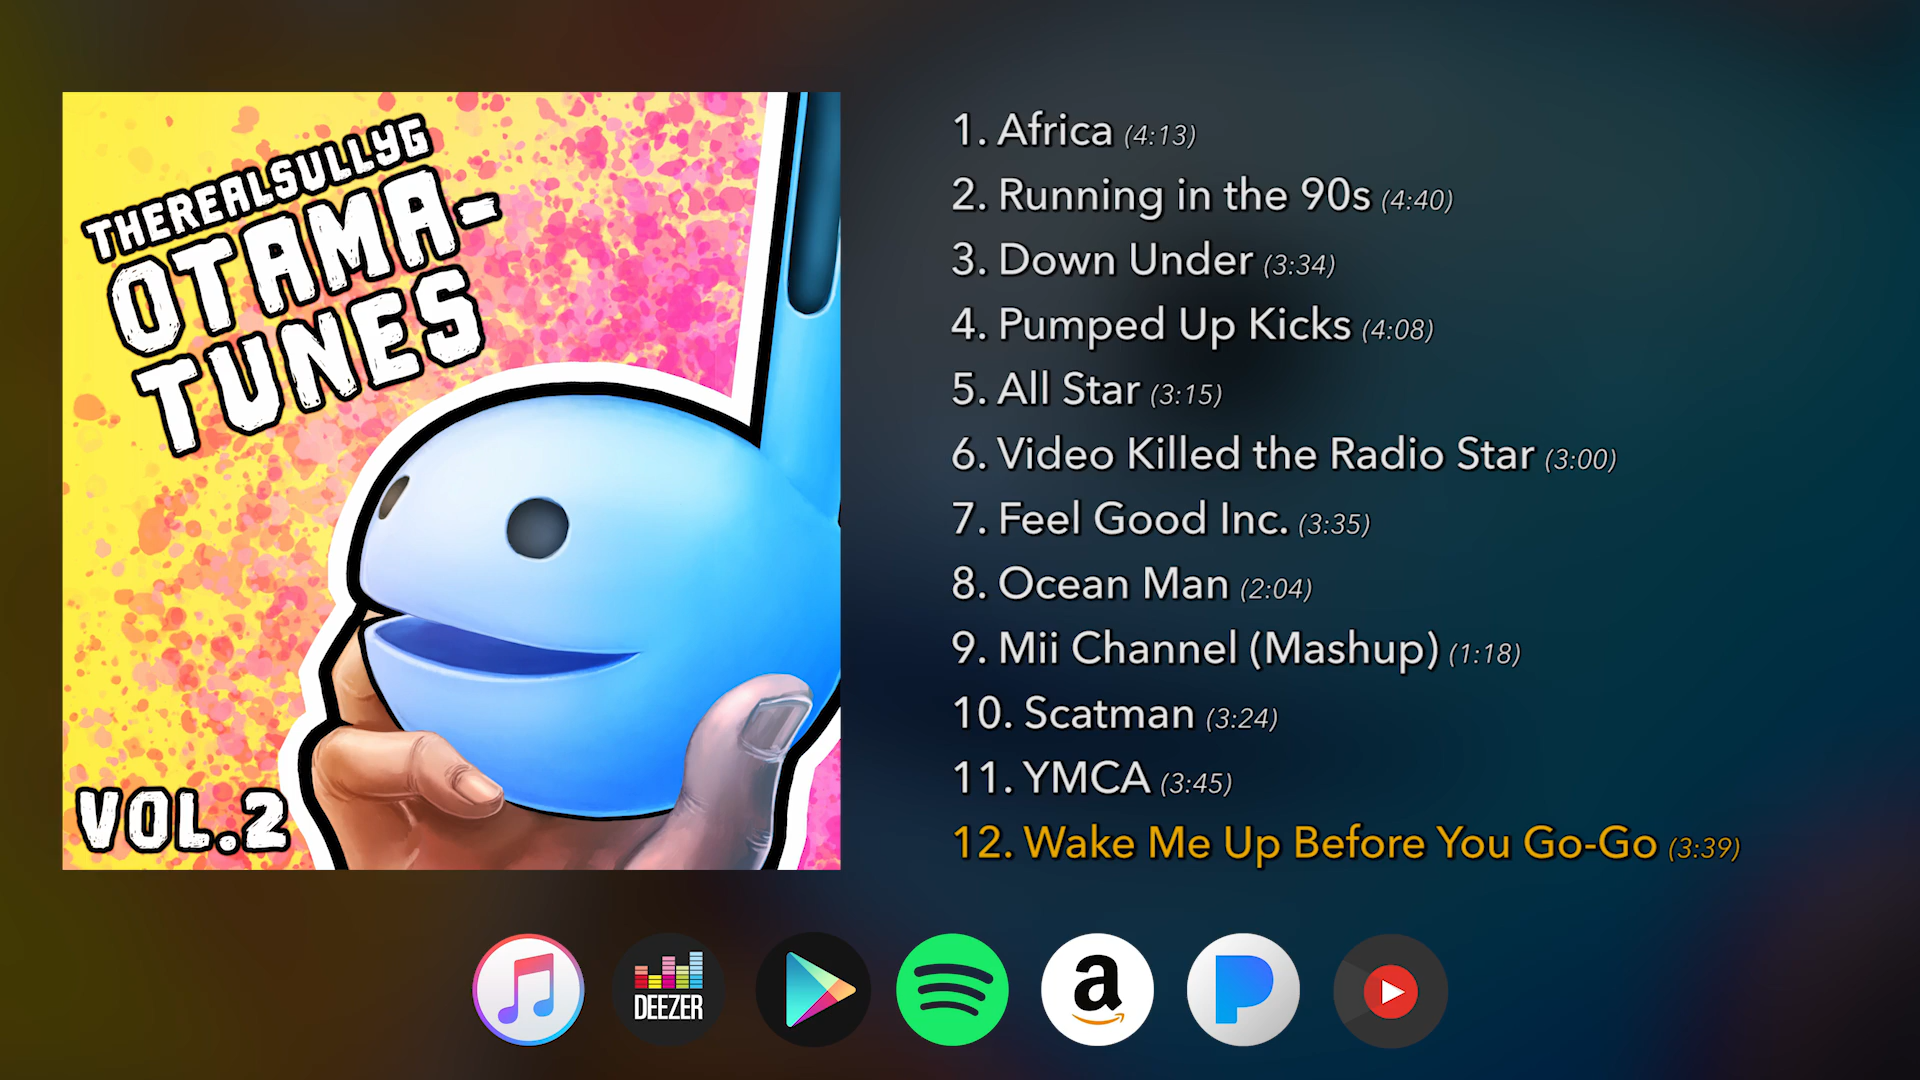 THEREALSULLYG
OTAMA-
TUNES
VOL.2
1. Africa (4:13)
2. Running in the 90s (4:40)
3. Down Under (3:34)
4. Pumped Up Kicks (4:08)
5. All Star (3:15)
6. Video Killed the Radio Star (3:00)
7. Feel Good Inc. (3:35)
8. Ocean Man (2:04)
9. Mii Channel (Mashup) (1:18)
10. Scatman (3:24)
11. YMCA (3:45)
12. Wake Me Up Before You Go-Go (3:39)
DEEZER
a
P